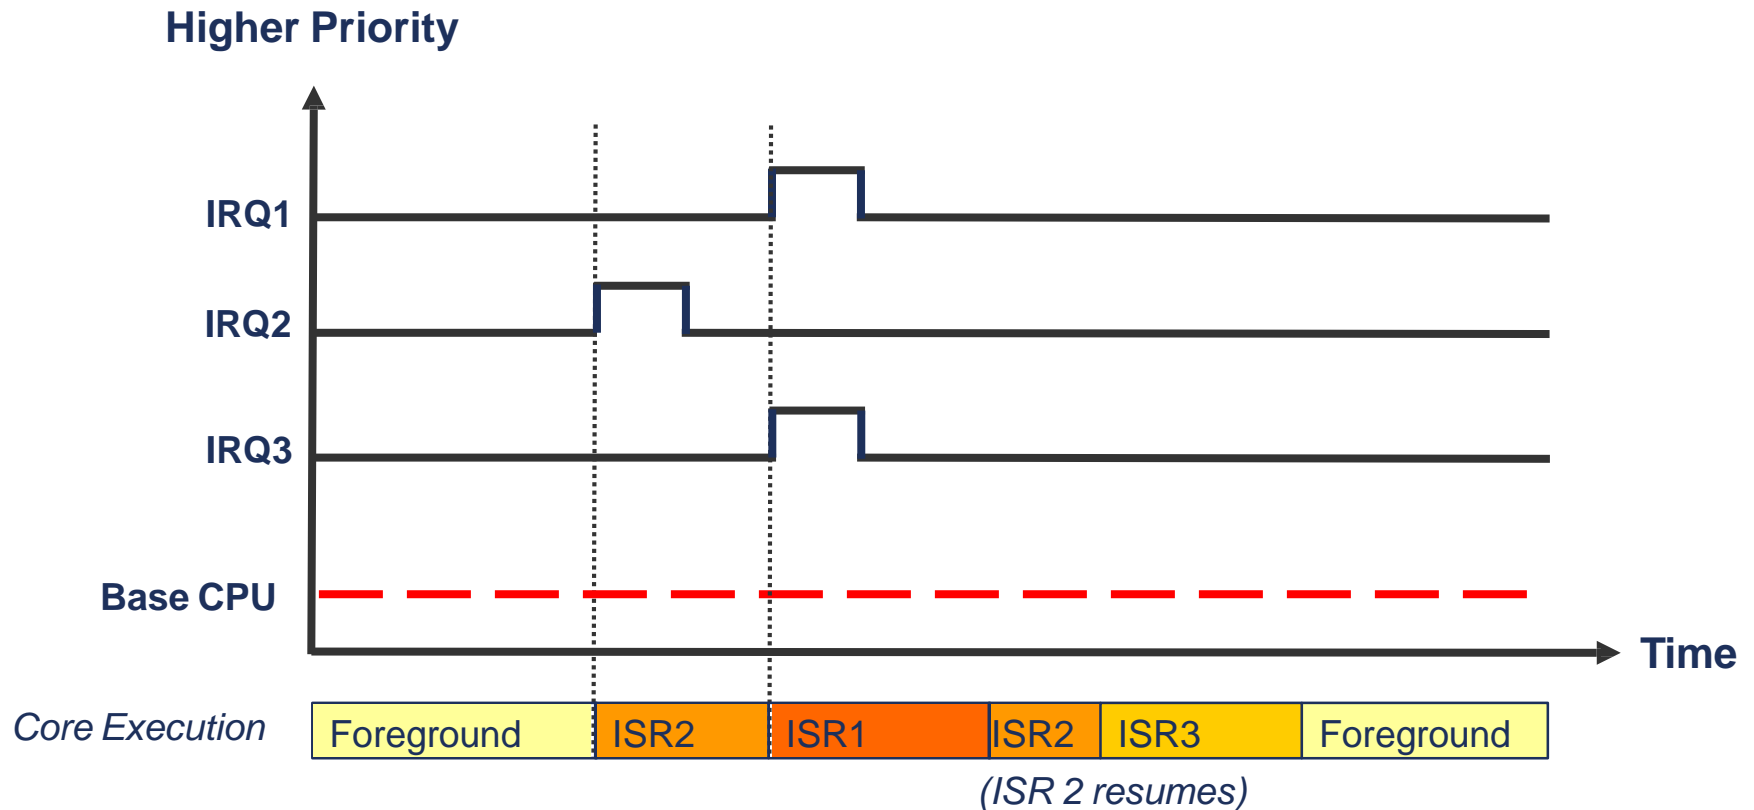 Higher Priority
IRQ1
IRQ2
IRQ3
Base CPU
Time
Core Execution
Foreground
ISR2
ISR1
ISR2
ISR3
Foreground
(ISR 2 resumes)